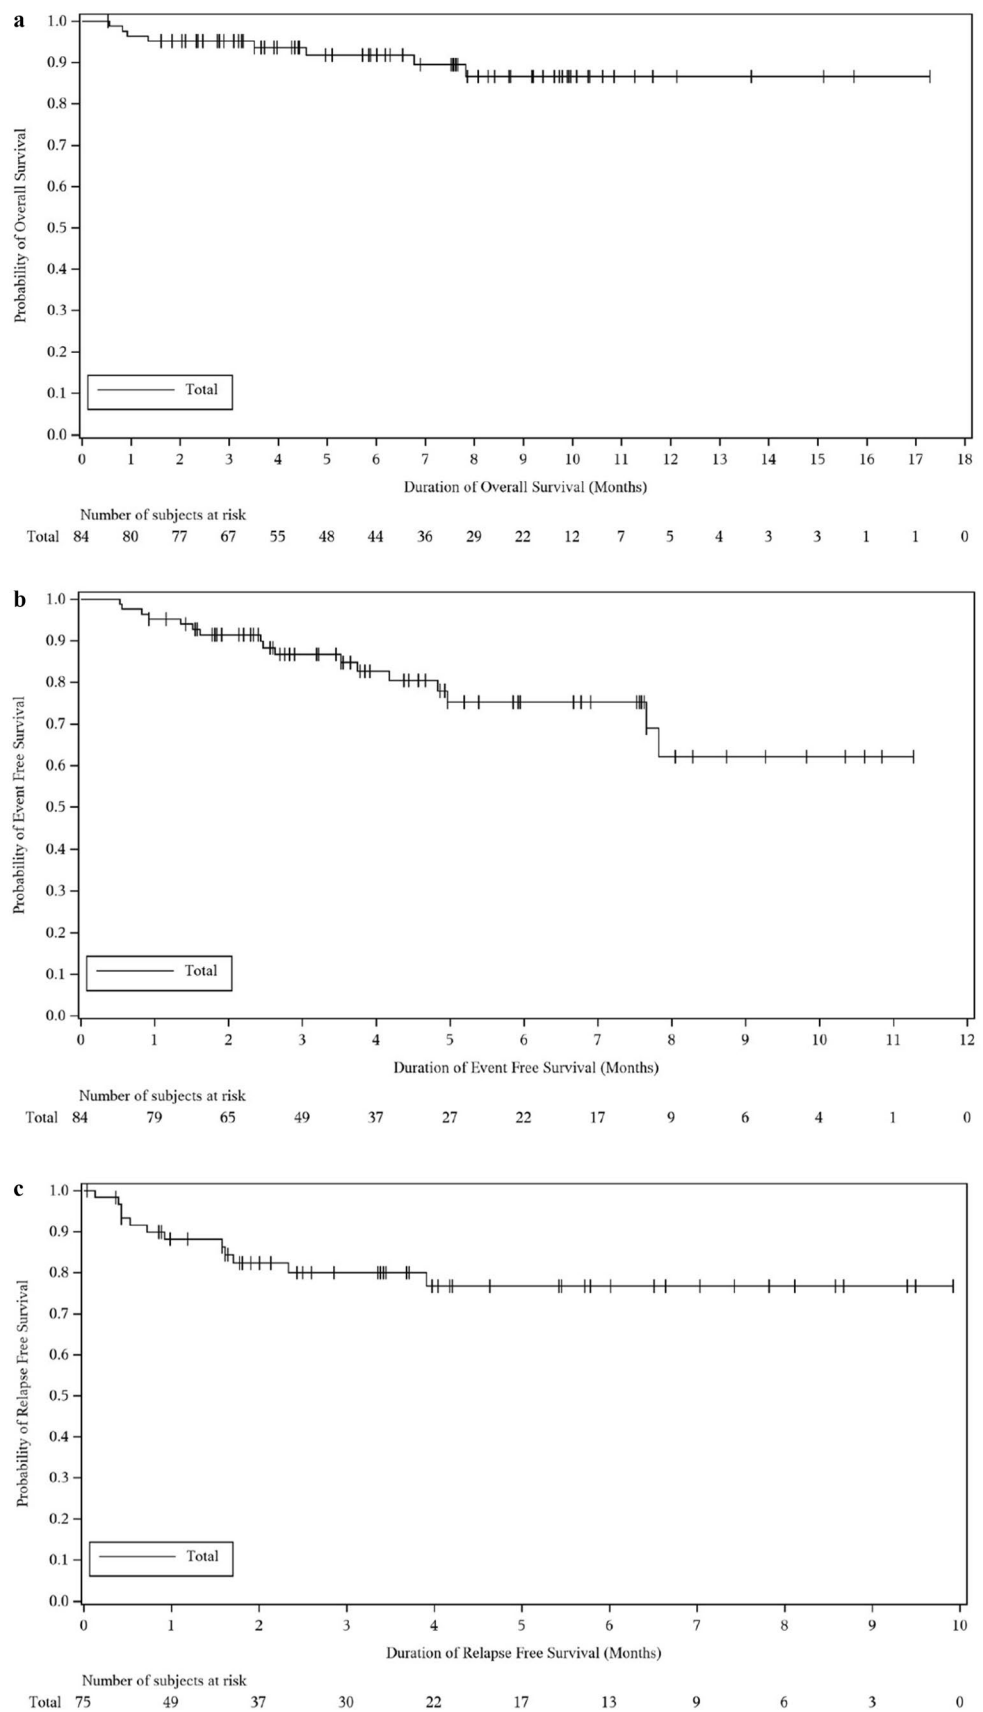 a
1.0
0.9
0.8
0.7
0.6
0.5
0.4
0.3
0.2
0.1
0.0
Probability of Overall Survival
Total
0 1 2 3 4 5 6 7 8 9 10 11 12 13 14 15 16 17 18
Duration of Overall Survival (Months)
Number of subjects at risk
Total 84 80 77 67 55 48 44 36 29 22 12 7 5 4 3 3 1 1 0
b
1.0
0.9
0.8
0.7
0.6
0.5
0.4
0.3
0.2
0.1
0.0
Probability of Event Free Survival
Total
0 1 2 3 4 5 6 7 8 9 10 11 12
Duration of Event Free Survival (Months)
Number of subjects at risk
Total 84 79 65 49 37 27 22 17 9 6 4 1 0
c
1.0
0.9
0.8
0.7
0.6
0.5
0.4
0.3
0.2
0.1
0.0
Probability of Relapse Free Survival
Total
0 1 2 3 4 5 6 7 8 9 10
Duration of Relapse Free Survival (Months)
Number of subjects at risk
Total 75 49 37 30 22 17 13 9 6 3 0